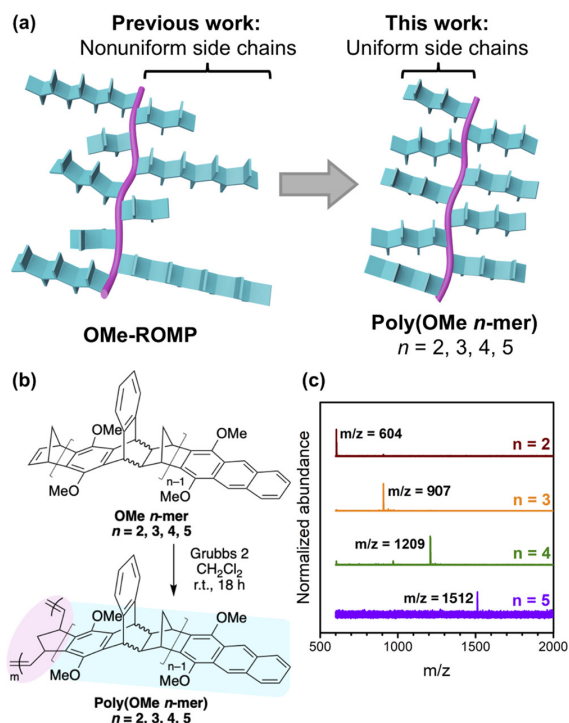 (a)
Previous work:
Nonuniform side chains
This work:
Uniform side chains
OMe-ROMP
Poly(OMe n-mer)
n = 2, 3, 4, 5
(b)
OMe
OMe
MeO
n–1
OMe
OMe n-mer
n = 2, 3, 4, 5
Grubbs 2
CH2Cl2
r.t., 18 h
OMe
OMe
m
MeO
n–1
OMe
Poly(OMe n-mer)
n = 2, 3, 4, 5
(c)
Normalized abundance
m/z = 604
n = 2
m/z = 907
n = 3
m/z = 1209
n = 4
m/z = 1512
n = 5
500
1000
1500
2000
m/z